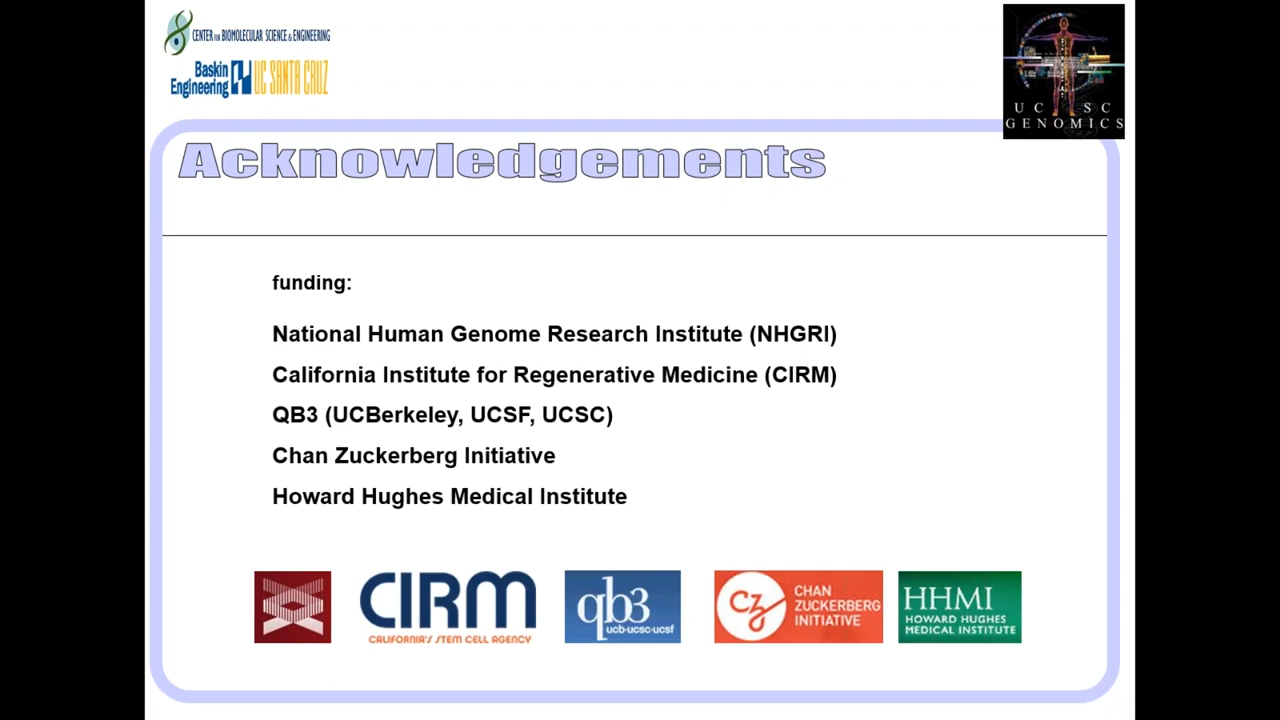 CENTER FOR BIOMOLECULAR SCIENCE & ENGINEERING
Baskin
Engineering
UC SANTA CRUZ
UC SC
GENOMICS
Acknowledgements
funding:
National Human Genome Research Institute (NHGRI)
California Institute for Regenerative Medicine (CIRM)
QB3 (UCBerkeley, UCSF, UCSC)
Chan Zuckerberg Initiative
Howard Hughes Medical Institute
CIRM
CALIFORNIA'S STEM CELL AGENCY
qb3
ucb·ucsc·ucsf
cz
CHAN
ZUCKERBERG
INITIATIVE
HHMI
HOWARD HUGHES
MEDICAL INSTITUTE